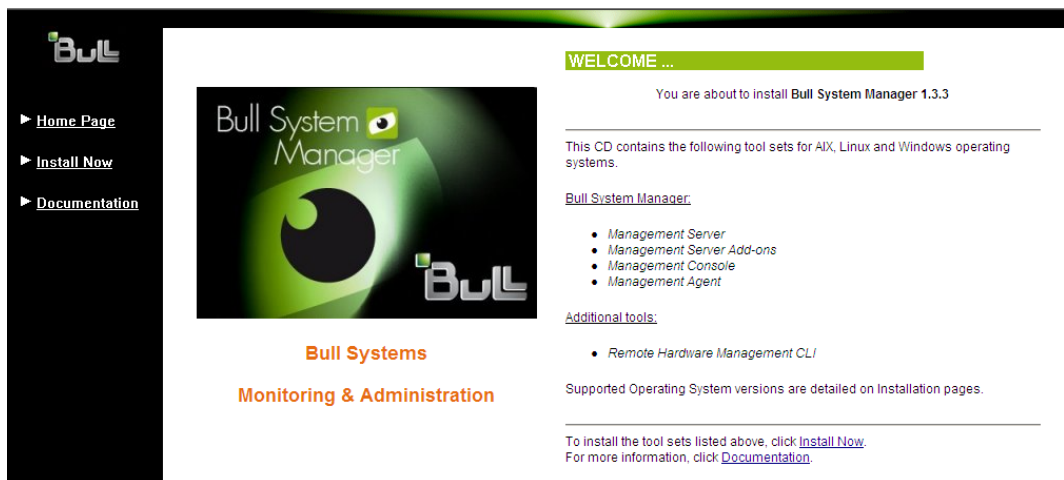 Bull
Home Page
Install Now
Documentation
Bull System
Manager
Bull
Bull Systems
Monitoring & Administration
WELCOME ...
You are about to install Bull System Manager 1.3.3
This CD contains the following tool sets for AIX, Linux and Windows operating
systems.
Bull System Manager:
Management Server
Management Server Add-ons
Management Console
Management Agent
Additional tools:
Remote Hardware Management CLI
Supported Operating System versions are detailed on Installation pages.
To install the tool sets listed above, click Install Now.
For more information, click Documentation.